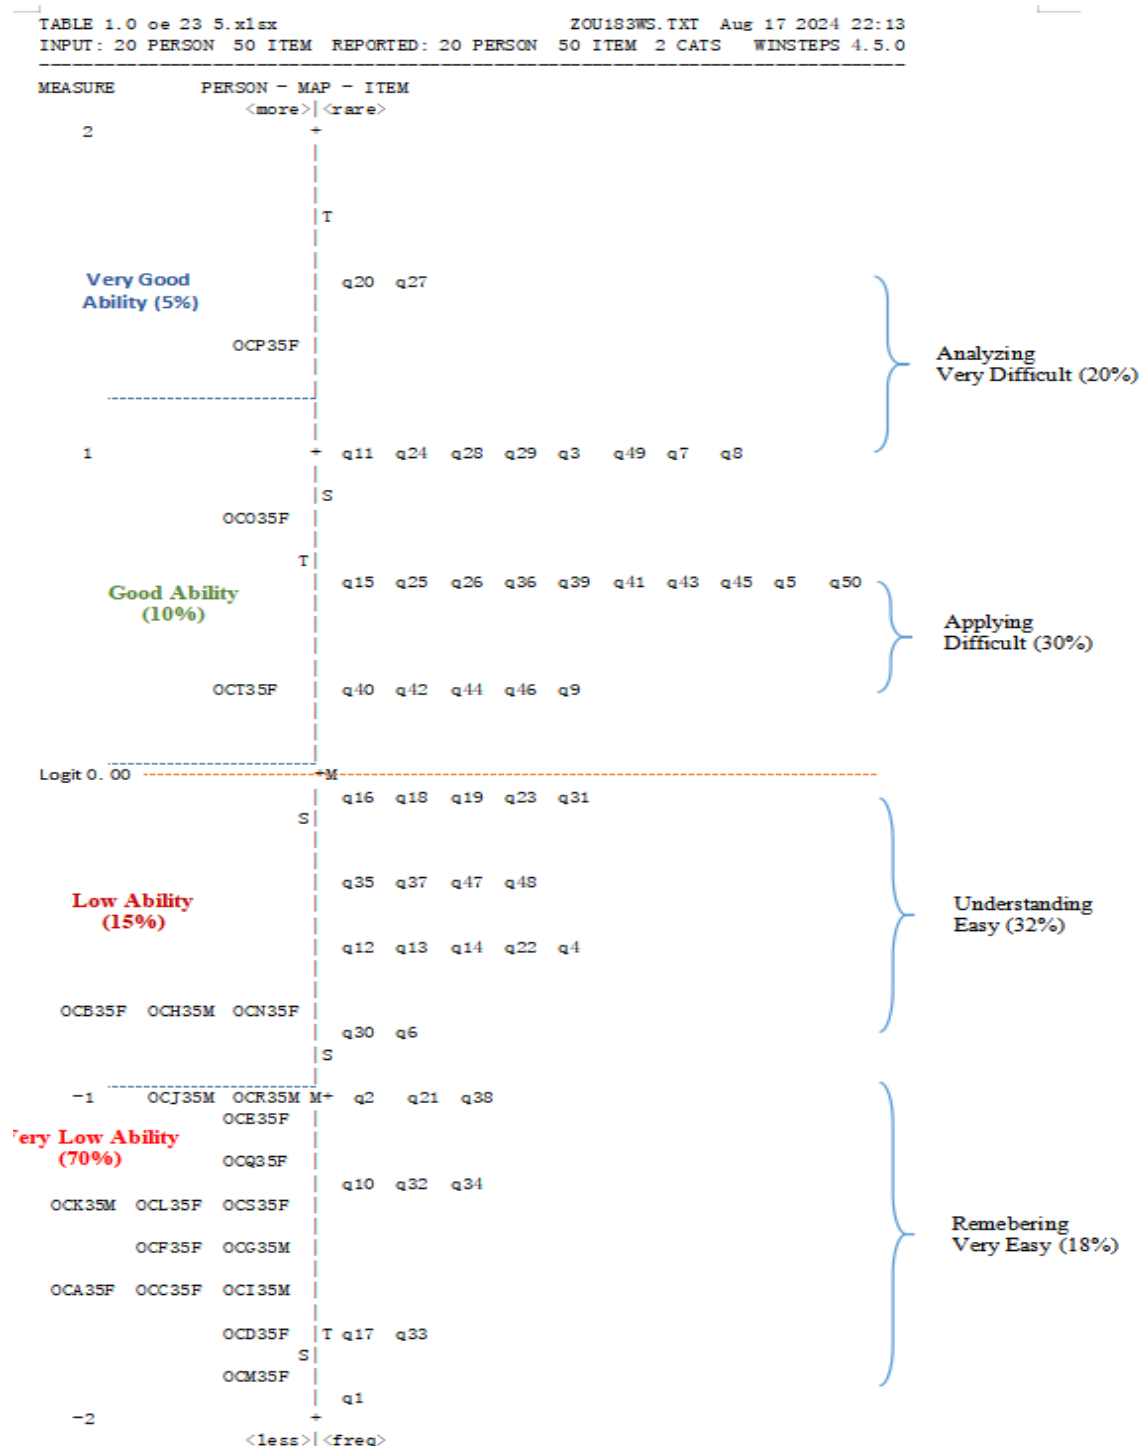 TABLE 1.0 oe 23 5.xlsx ZOU183WS.TXT Aug 17 2024 22:13
INPUT: 20 PERSON 50 ITEM REPORTED: 20 PERSON 50 ITEM 2 CATS WINSTEPS 4.5.0
MEASURE PERSON - MAP - ITEM
<more>|<rare>
2 +
T
Very Good
Ability (5%)
q20 q27
OCP35F
Analyzing
Very Difficult (20%)
1 + q11 q24 q28 q29 q3 q49 q7 q8
S
OCO35F
T
q15 q25 q26 q36 q39 q41 q43 q45 q5 q50
Good Ability
(10%)
Applying
Difficult (30%)
OCT35F q40 q42 q44 q46 q9
Logit 0.00 +M
q16 q18 q19 q23 q31
S
q35 q37 q47 q48
Low Ability
(15%)
Understanding
Easy (32%)
q12 q13 q14 q22 q4
OCB35F OCH35M OCN35F
q30 q6
S
-1 OCJ35M OCR35M M+ q2 q21 q38
OCE35F
ery Low Ability
(70%)
OCQ35F
q10 q32 q34
OCK35M OCL35F OCS35F
Remebering
Very Easy (18%)
OCF35F OCG35M
OCA35F OCC35F OCI35M
OCD35F |T q17 q33
S
OCM35F
q1
-2 +
<less>|<freq>